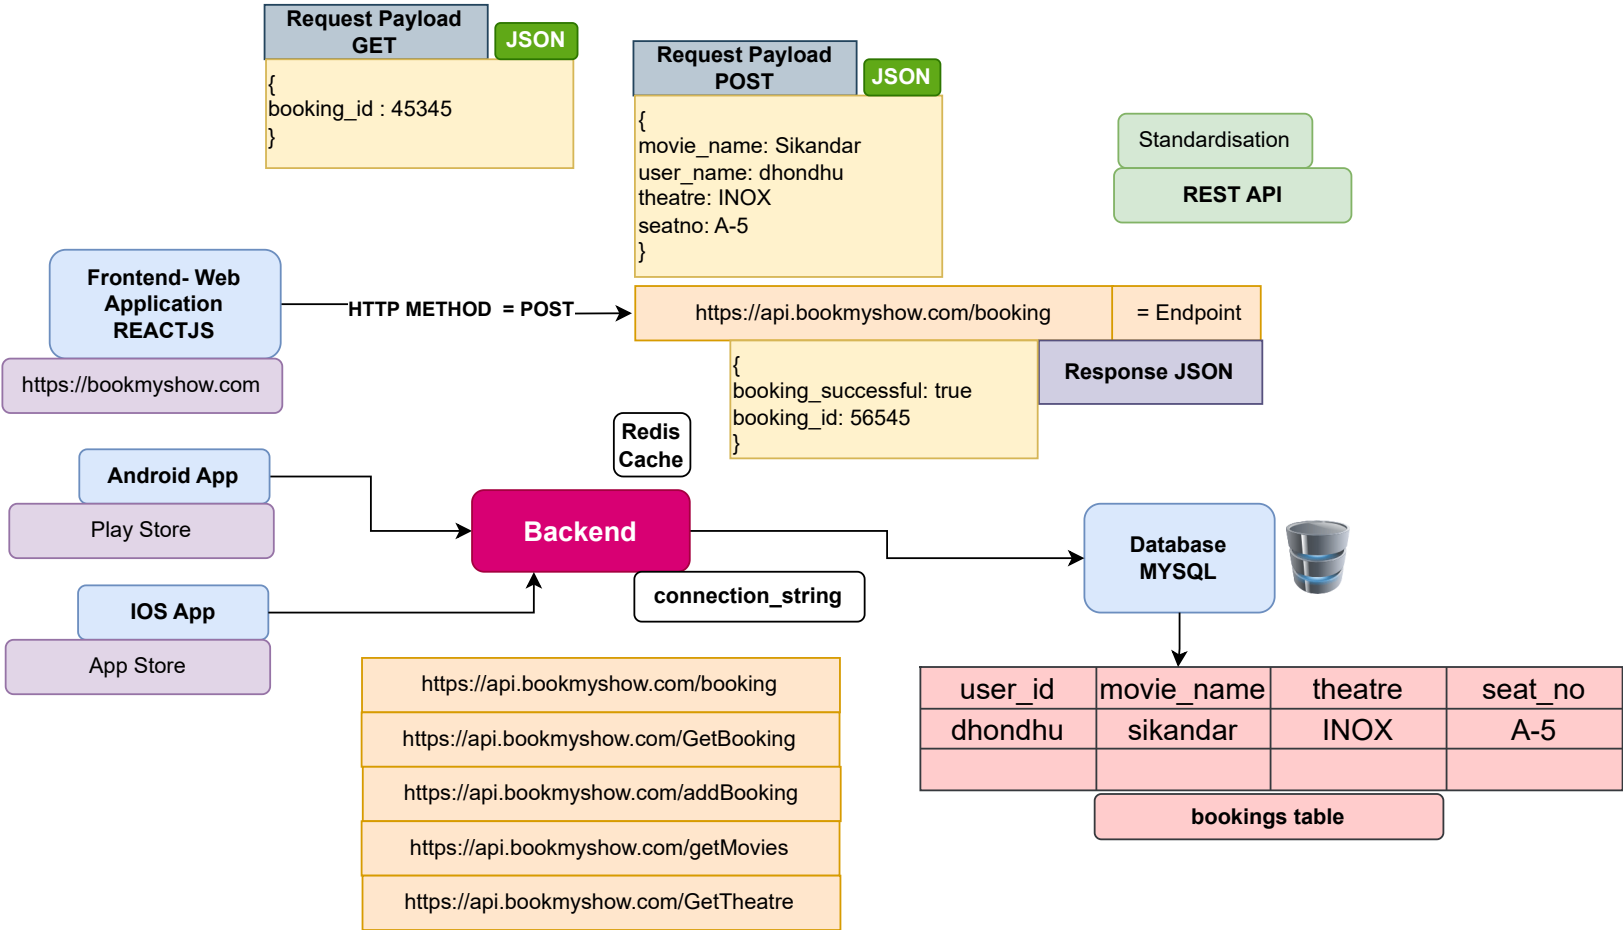 Request Payload
GET
JSON
{
booking_id : 45345
}
Request Payload
POST
JSON
{
movie_name: Sikandar
user_name: dhondhu
theatre: INOX
seatno: A-5
}
Standardisation
REST API
Frontend- Web
Application
REACTJS
https://bookmyshow.com
HTTP METHOD = POST
https://api.bookmyshow.com/booking
= Endpoint
{
booking_successful: true
booking_id: 56545
}
Response JSON
Redis
Cache
Android App
Play Store
Backend
connection_string
Database
MYSQL
IOS App
App Store
https://api.bookmyshow.com/booking
https://api.bookmyshow.com/GetBooking
https://api.bookmyshow.com/addBooking
https://api.bookmyshow.com/getMovies
https://api.bookmyshow.com/GetTheatre
user_id movie_name theatre seat_no
dhondhu sikandar INOX A-5
bookings table